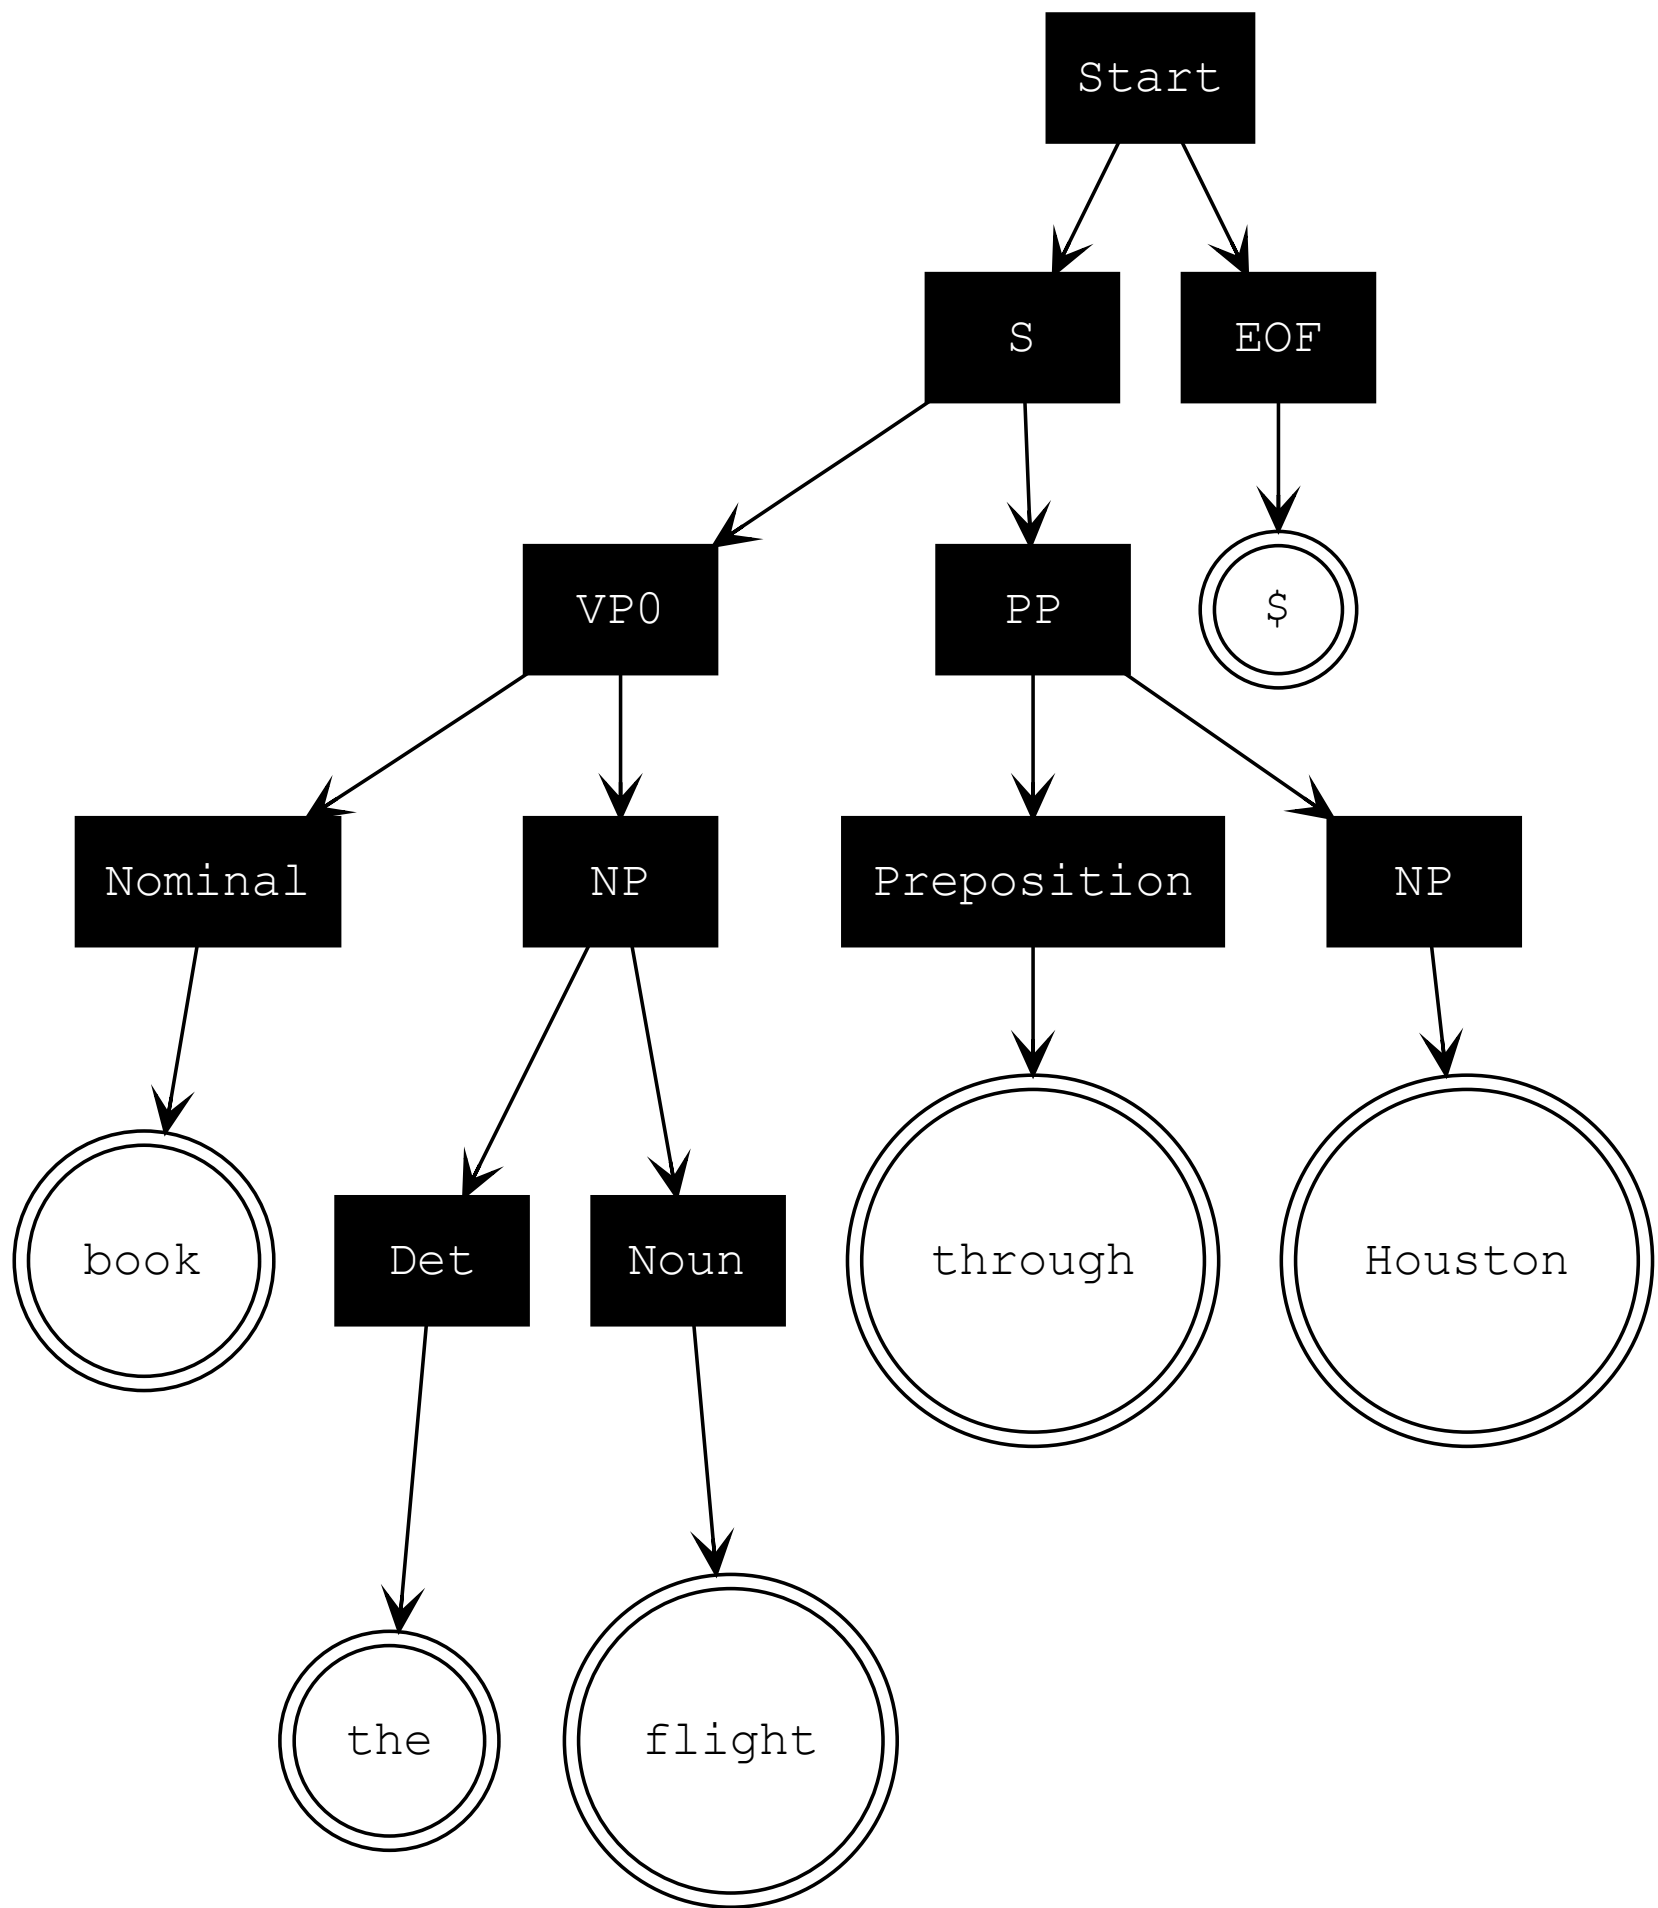 Start
S EOF
VP0 PP $
Nominal NP Preposition NP
book Det Noun through Houston
the flight